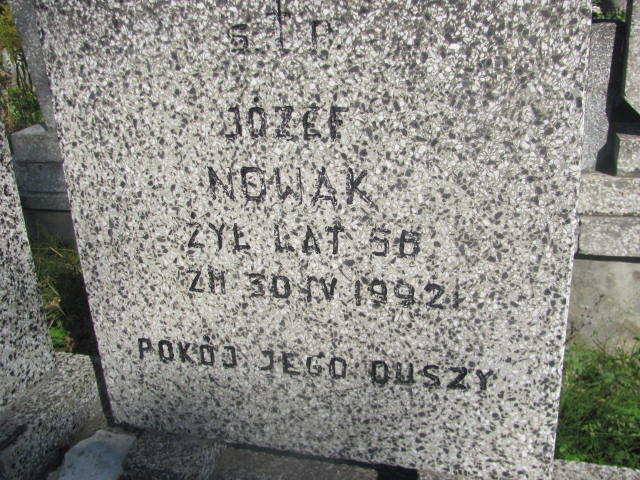 Ś.†P.
JÓZEF
NOWAK
ŻYŁ LAT 56
ZM 30 IV 1992
POKÓJ JEGO DUSZY